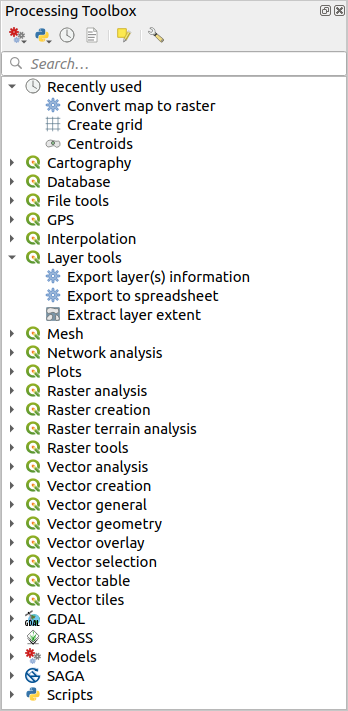 Processing Toolbox
Search...
Recently used
Convert map to raster
Create grid
Centroids
Cartography
Database
File tools
GPS
Interpolation
Layer tools
Export layer(s) information
Export to spreadsheet
Extract layer extent
Mesh
Network analysis
Plots
Raster analysis
Raster creation
Raster terrain analysis
Raster tools
Vector analysis
Vector creation
Vector general
Vector geometry
Vector overlay
Vector selection
Vector table
Vector tiles
GDAL GDAL
GRASS
Models
SAGA
Scripts